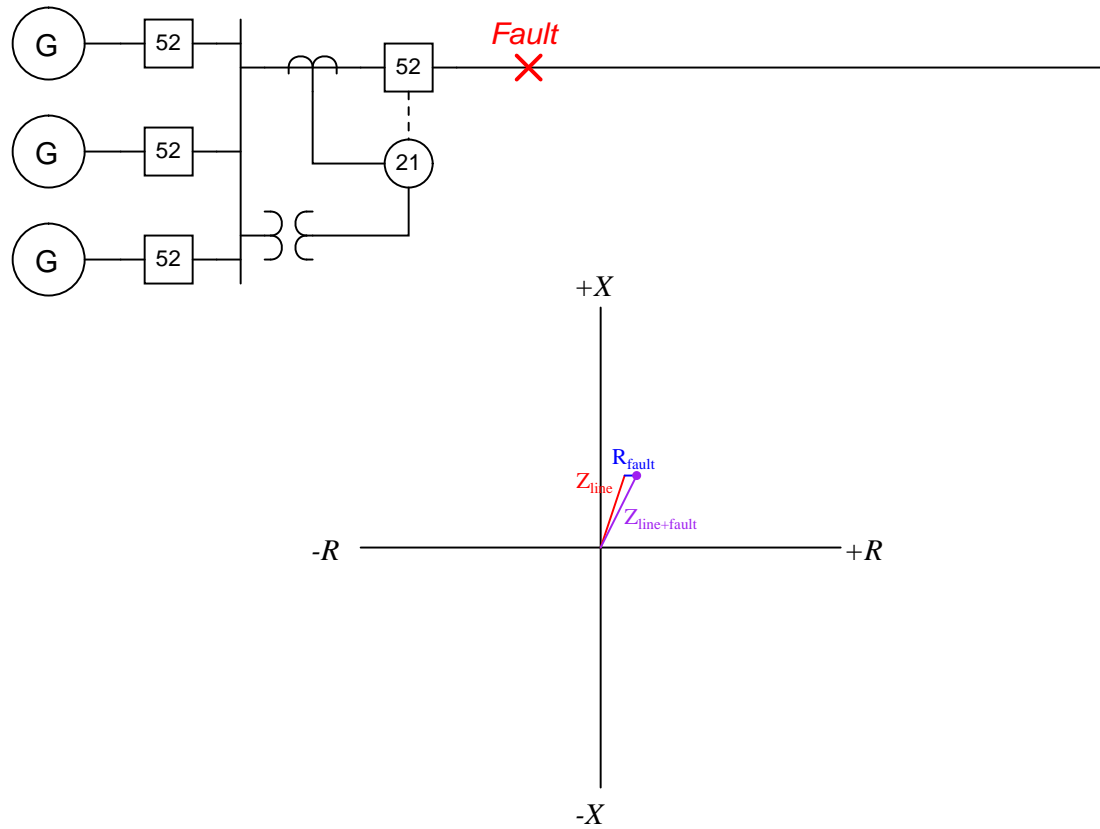 G
52
Fault
52
G
52
21
G
52
+X
R_fault
Z_line
Z_line+fault
-R
+R
-X